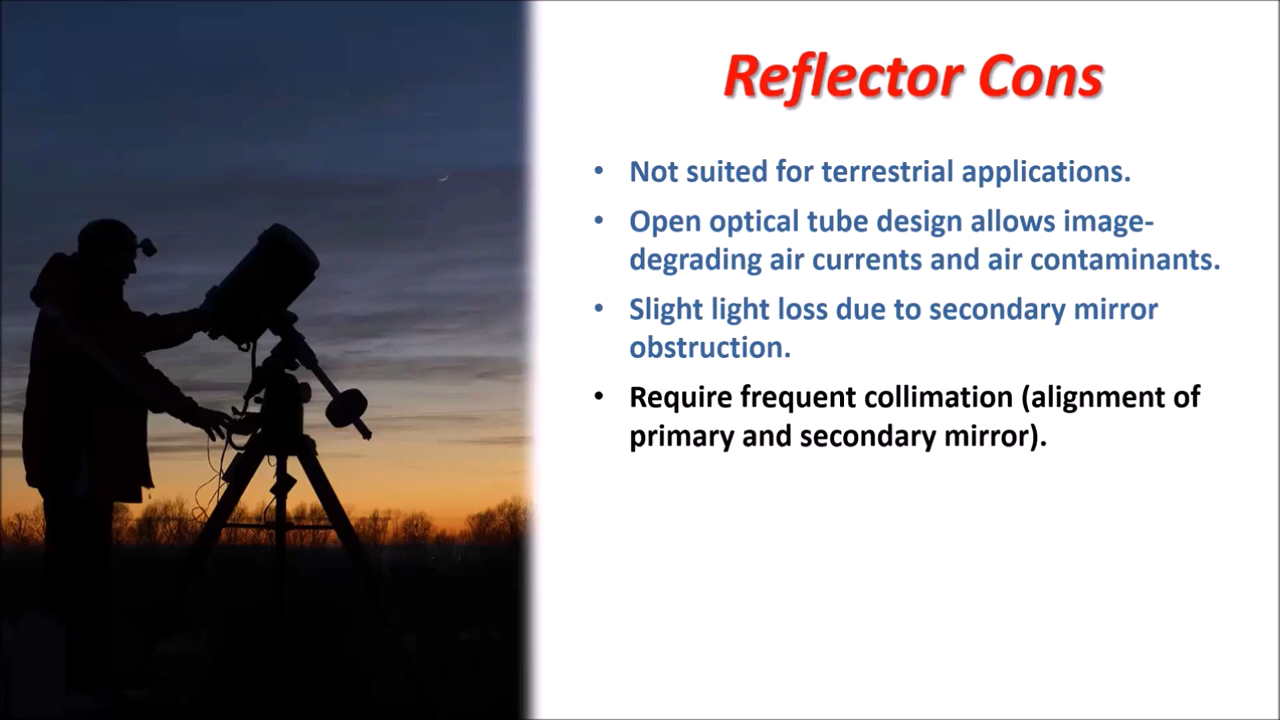 Reflector Cons
• Not suited for terrestrial applications.
• Open optical tube design allows image-
degrading air currents and air contaminants.
• Slight light loss due to secondary mirror
obstruction.
• Require frequent collimation (alignment of
primary and secondary mirror).